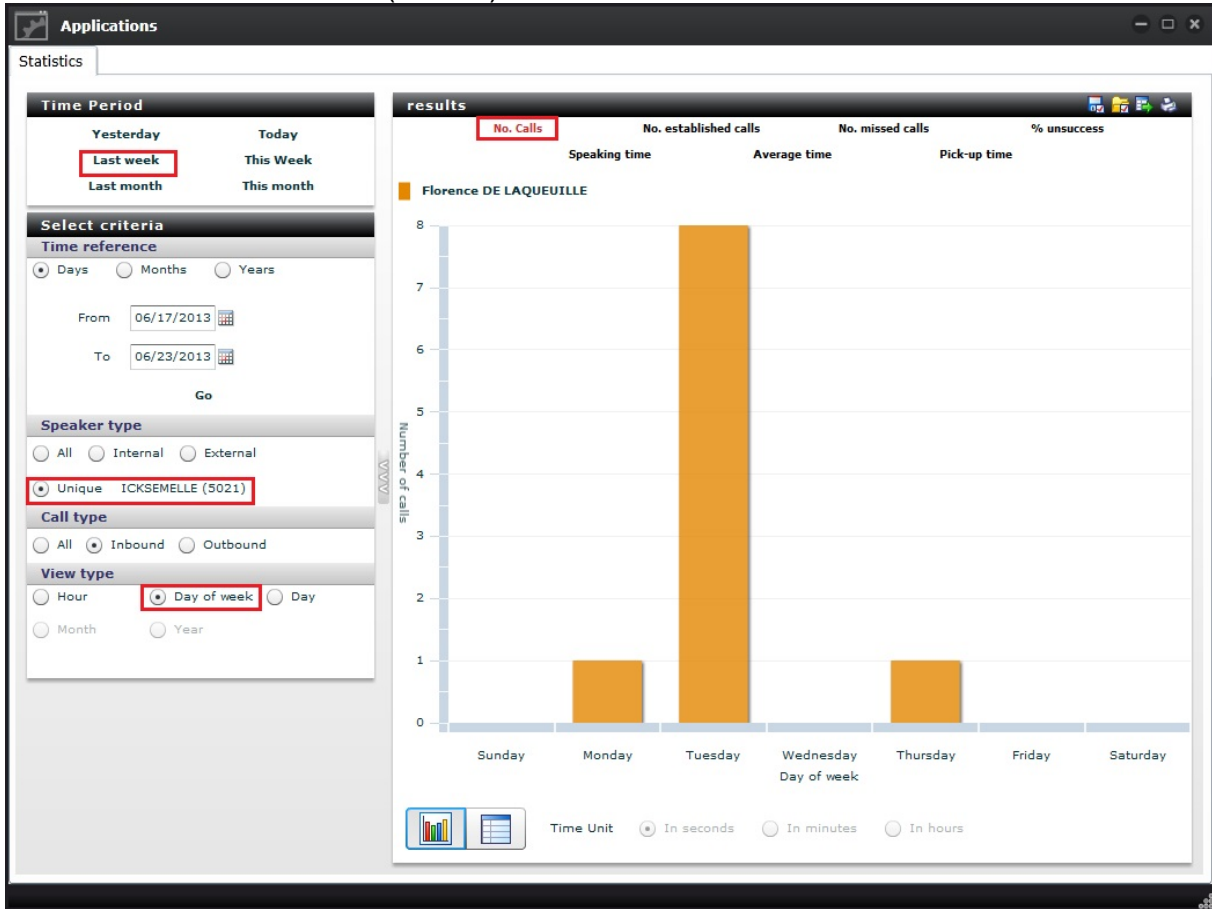 Applications
Statistics
Time Period
Yesterday Today
Last week This Week
Last month This month
Select criteria
Time reference
Days Months Years
From 06/17/2013
To 06/23/2013
Go
Speaker type
All Internal External
Unique ICKSEMELLE (5021)
Call type
All Inbound Outbound
View type
Hour Day of week Day
Month Year
results
No. Calls No. established calls No. missed calls % unsuccess
Speaking time Average time Pick-up time
Florence DE LAQUEUILLE
8
7
6
5
4
3
2
1
0
Number of calls
Sunday Monday Tuesday Wednesday Thursday Friday Saturday
Day of week
Time Unit In seconds In minutes In hours